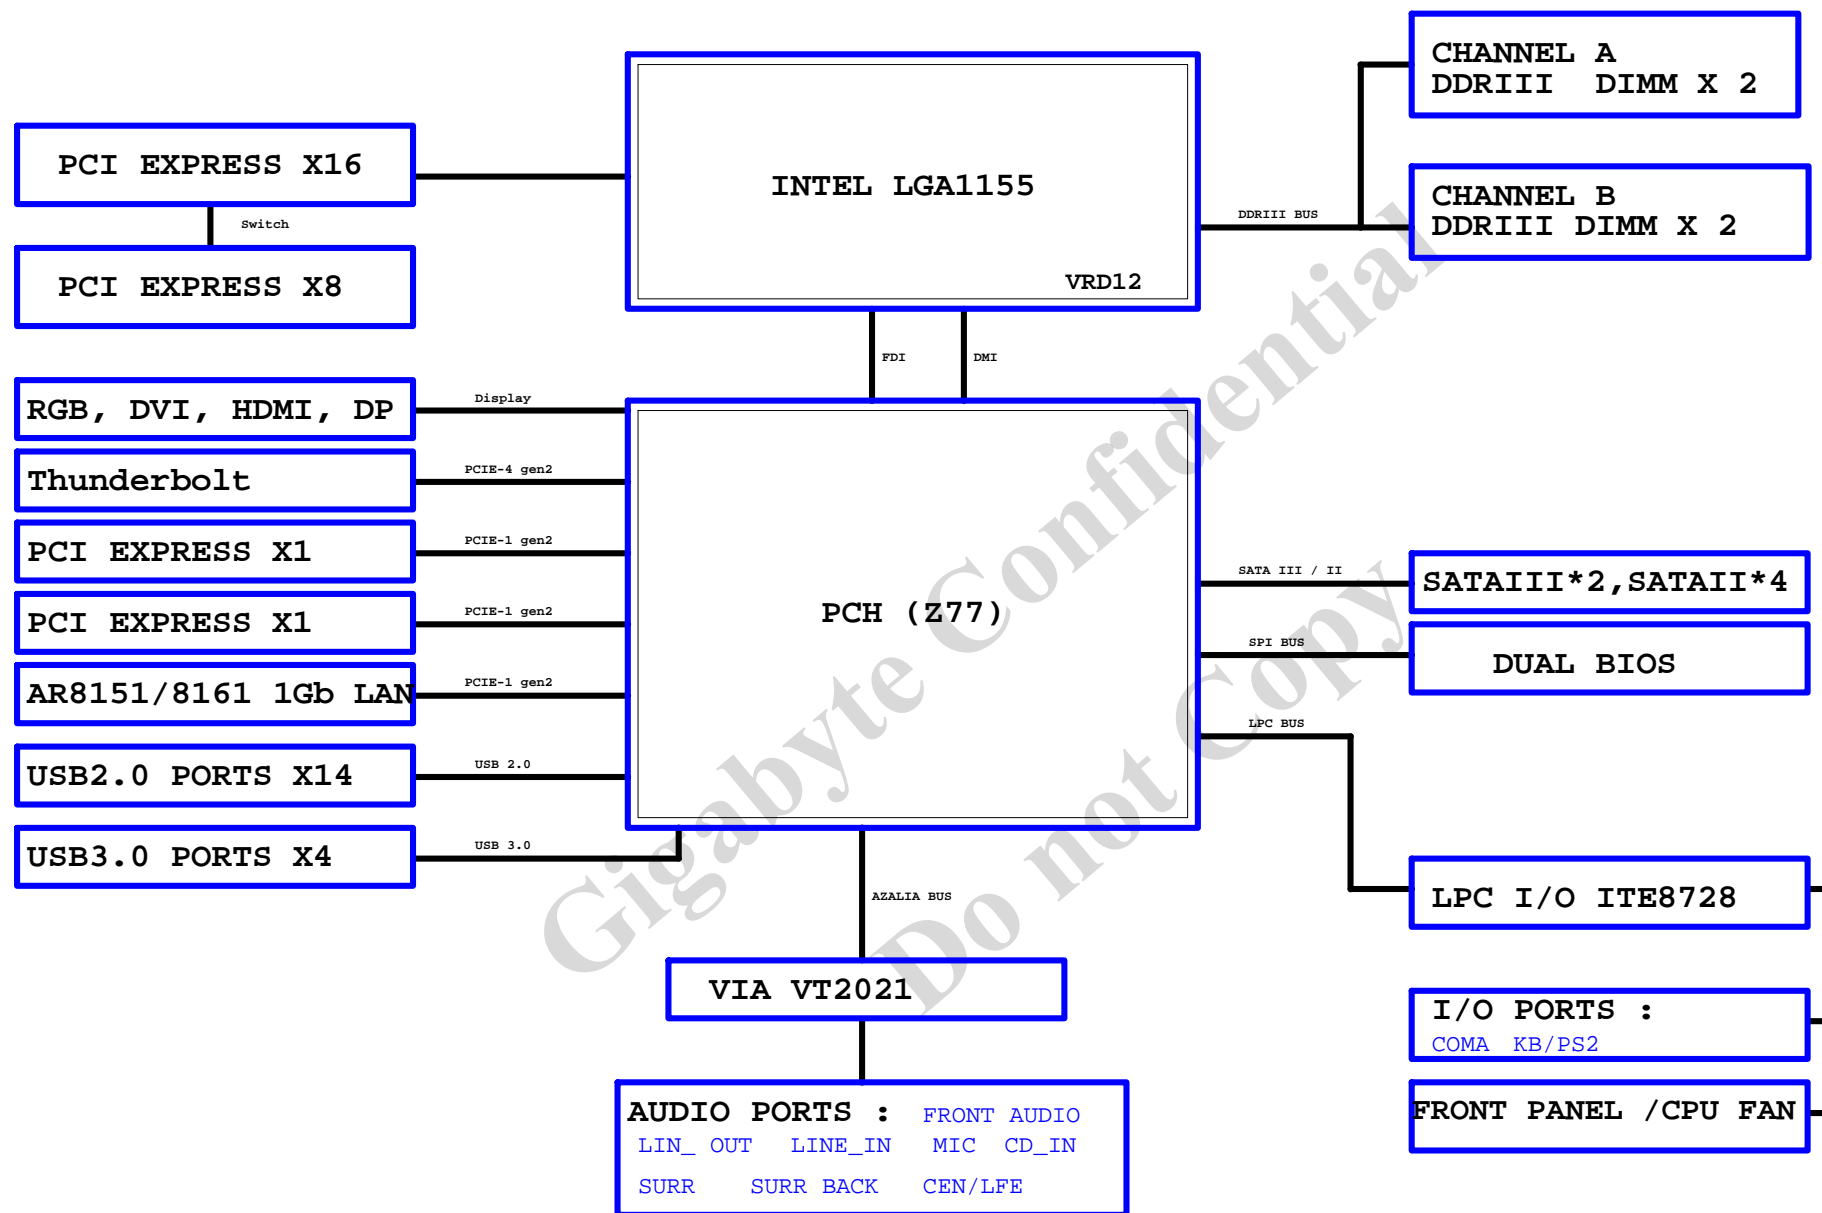 CHANNEL A
DDRIII DIMM X 2
PCI EXPRESS X16
INTEL LGA1155
CHANNEL B
DDRIII DIMM X 2
DDRIII BUS
Switch
PCI EXPRESS X8
VRD12
FDI
DMI
RGB, DVI, HDMI, DP
Display
Thunderbolt
PCIE-4 gen2
PCI EXPRESS X1
PCIE-1 gen2
SATA III / II
SATAIII*2,SATAII*4
PCI EXPRESS X1
PCIE-1 gen2
PCH (Z77)
SPI BUS
DUAL BIOS
AR8151/8161 1Gb LAN
PCIE-1 gen2
LPC BUS
USB2.0 PORTS X14
USB 2.0
USB3.0 PORTS X4
USB 3.0
AZALIA BUS
LPC I/O ITE8728
VIA VT2021
I/O PORTS :
COMA KB/PS2
AUDIO PORTS : FRONT AUDIO
LIN_ OUT LINE_IN MIC CD_IN
SURR SURR BACK CEN/LFE
FRONT PANEL /CPU FAN
Gigabyte Confidential
Do not Copy